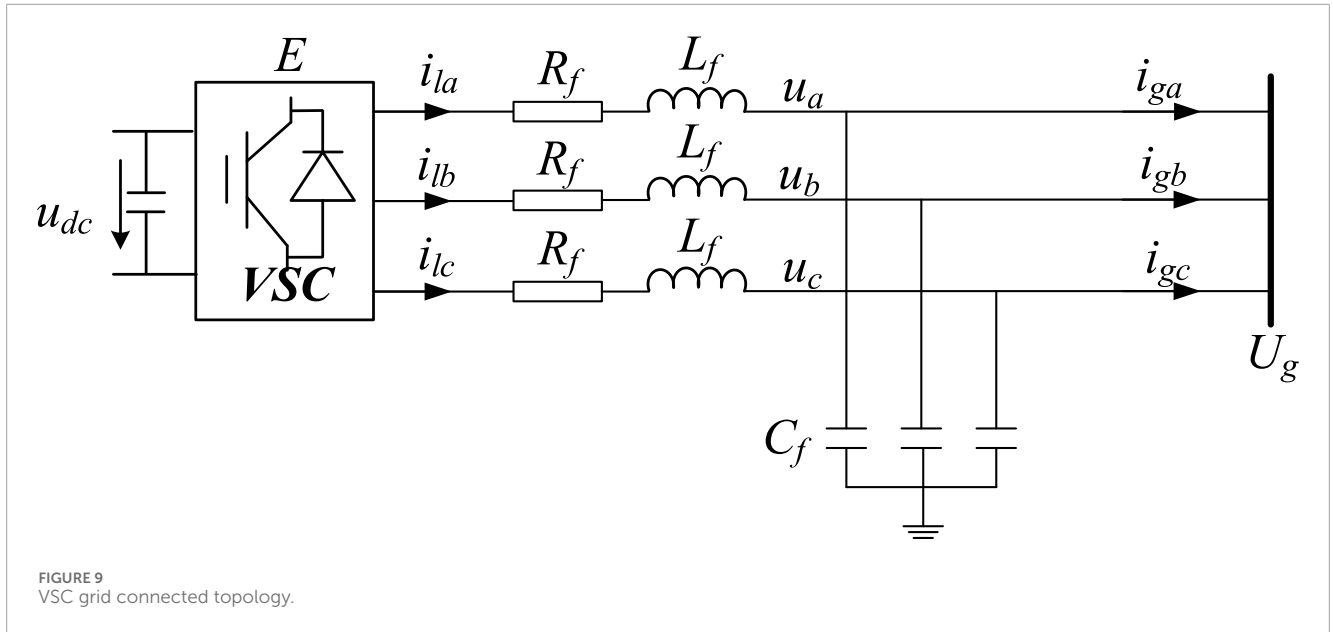 E
i_la R_f L_f u_a i_ga
i_lb R_f L_f u_b i_gb
u_dc
i_lc R_f L_f u_c i_gc
VSC
U_g
C_f
FIGURE 9
VSC grid connected topology.